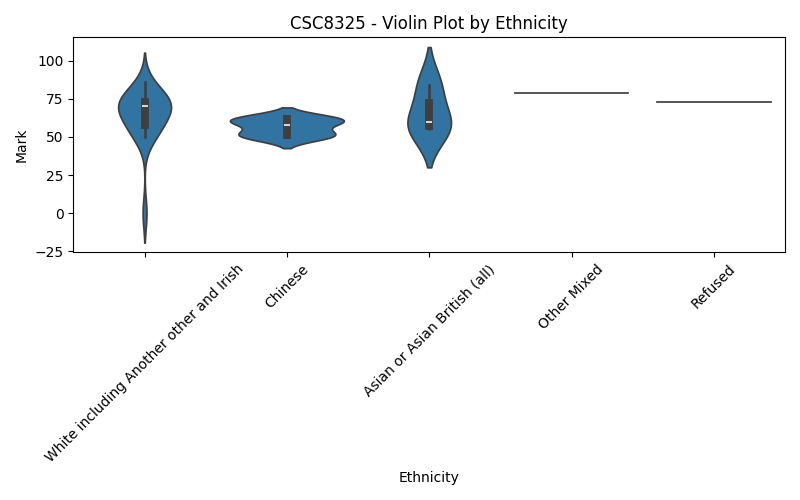 CSC8325 - Violin Plot by Ethnicity
Mark
100
75
50
25
0
−25
White including Another other and Irish
Chinese
Asian or Asian British (all)
Other Mixed
Refused
Ethnicity